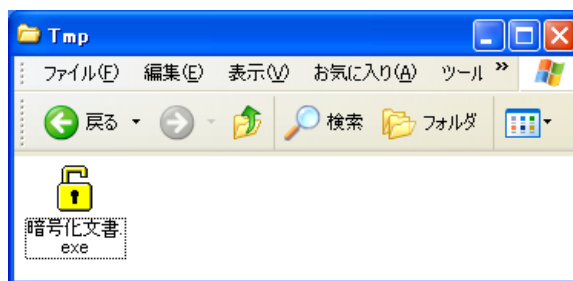 Tmp
ファイル(F) 編集(E) 表示(V) お気に入り(A) ツール »
戻る 検索 フォルダ
暗号化文書.
exe